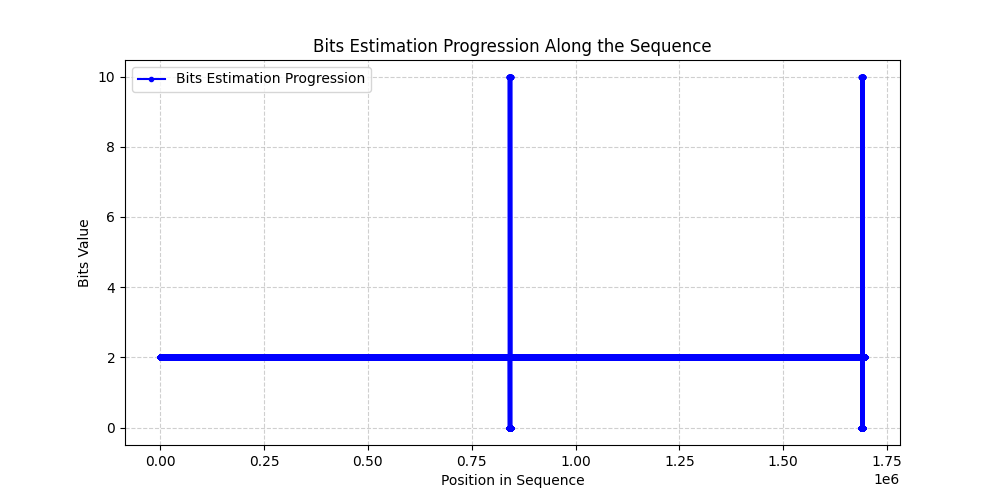 Bits Estimation Progression Along the Sequence
Bits Estimation Progression
10
8
6
4
2
0
Bits Value
0.00 0.25 0.50 0.75 1.00 1.25 1.50 1.75
1e6
Position in Sequence